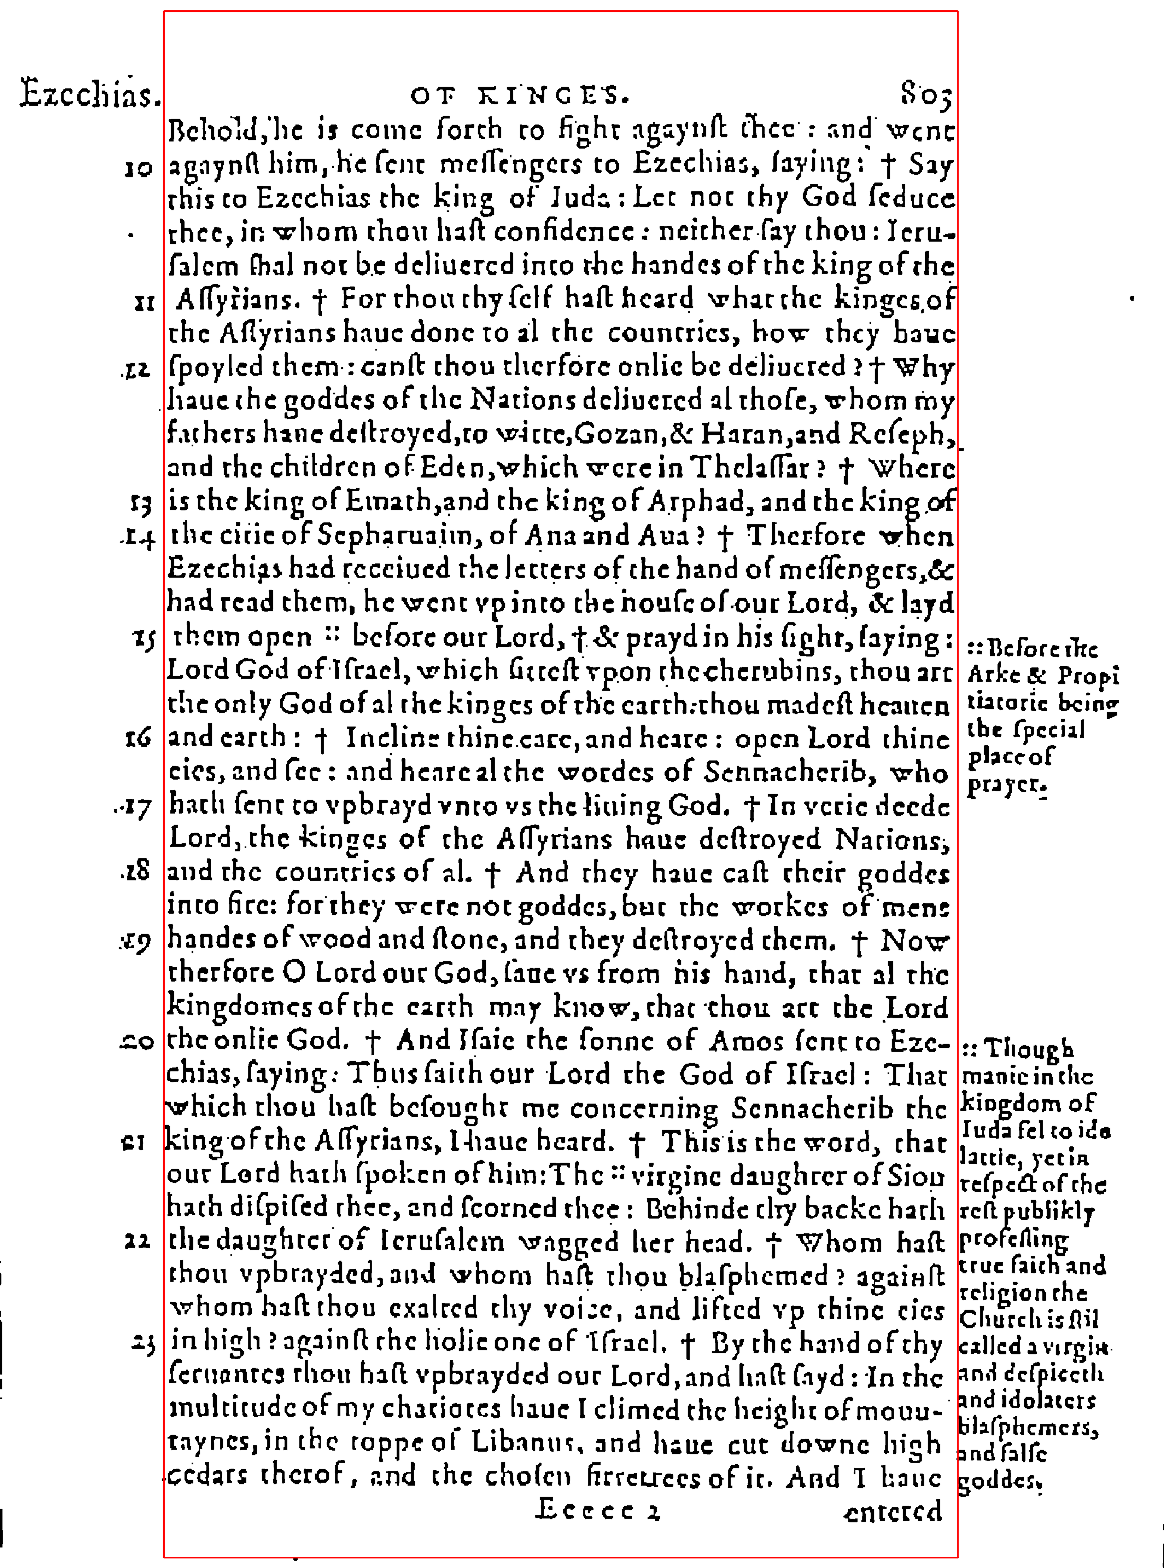 Ezechias. OF KINGES. 803
Behold, he is come forth to fight agaynſt thee : and went
10 agaynſt him, he ſent meſſengers to Ezechias, ſaying: † Say
this to Ezechias the king of Iuda : Let not thy God ſeduce
thee, in whom thou haſt confidence : neither ſay thou : Ieru-
ſalem ſhal not be deliuered into the handes of the king of the
11 Aſſyrians. † For thou thy ſelf haſt heard what the kinges of
the Aſſyrians haue done to al the countries, how they haue
12 ſpoyled them : canſt thou therfore onlie be deliuered ? † Why
haue the goddes of the Nations deliuered al thoſe, whom my
fathers haue deſtroyed, to witte, Gozan, & Haran, and Reſeph,
and the children of Eden, which were in Thelaſſar ? † Where
13 is the king of Emath, and the king of Arphad, and the king of
14 the citie of Sepharuaim, of Ana and Aua ? † Therfore when
Ezechias had receiued the letters of the hand of meſſengers, &
had read them, he went vp into the houſe of our Lord, & layd
15 them open :: before our Lord, † & prayd in his ſight, ſaying :
Lord God of Iſrael, which ſitteſt vpon the cherubins, thou art
the only God of al the kinges of the earth: thou madeſt heauen
16 and earth : † Incline thine eare, and heare : open Lord thine
eies, and ſee : and heare al the wordes of Sennacherib, who
17 hath ſent to vpbrayd vnto vs the liuing God. † In verie deede
Lord, the kinges of the Aſſyrians haue deſtroyed Nations,
18 and the countries of al. † And they haue caſt their goddes
into fire: for they were not goddes, but the workes of mens
19 handes of wood and ſtone, and they deſtroyed them. † Now
therfore O Lord our God, ſaue vs from his hand, that al the
kingdomes of the earth may know, that thou art the Lord
20 the onlie God. † And Iſaie the ſonne of Amos ſent to Eze-
chias, ſaying: Thus ſaith our Lord the God of Iſrael : That
which thou haſt beſought me concerning Sennacherib the
21 king of the Aſſyrians, I haue heard. † This is the word, that
our Lord hath ſpoken of him: The :: virgine daughter of Sion
hath diſpiſed thee, and ſcorned thee : Behinde thy backe hath
22 the daughter of Ieruſalem wagged her head. † Whom haſt
thou vpbrayded, and whom haſt thou blaſphemed ? againſt
whom haſt thou exalted thy voice, and lifted vp thine eies
23 in high ? againſt the holie one of Iſrael. † By the hand of thy
ſeruantes thou haſt vpbrayded our Lord, and haſt ſayd : In the
multitude of my chariotes haue I climed the height of moun-
taynes, in the toppe of Libanus, and haue cut downe high
cedars therof, and the choſen firretrees of it. And I haue
Eeeee 2 entered
:: Before the
Arke & Propi
tiatorie being
the ſpecial
place of
prayer.
:: Though
manie in the
kingdom of
Iuda fel to ido
latrie, yet in
reſpect of the
reſt publikly
profeſſing
true faith and
religion the
Church is ſtil
called a virgin
and deſpiceth
and idolaters
blaſphemers,
and falſe
goddes.